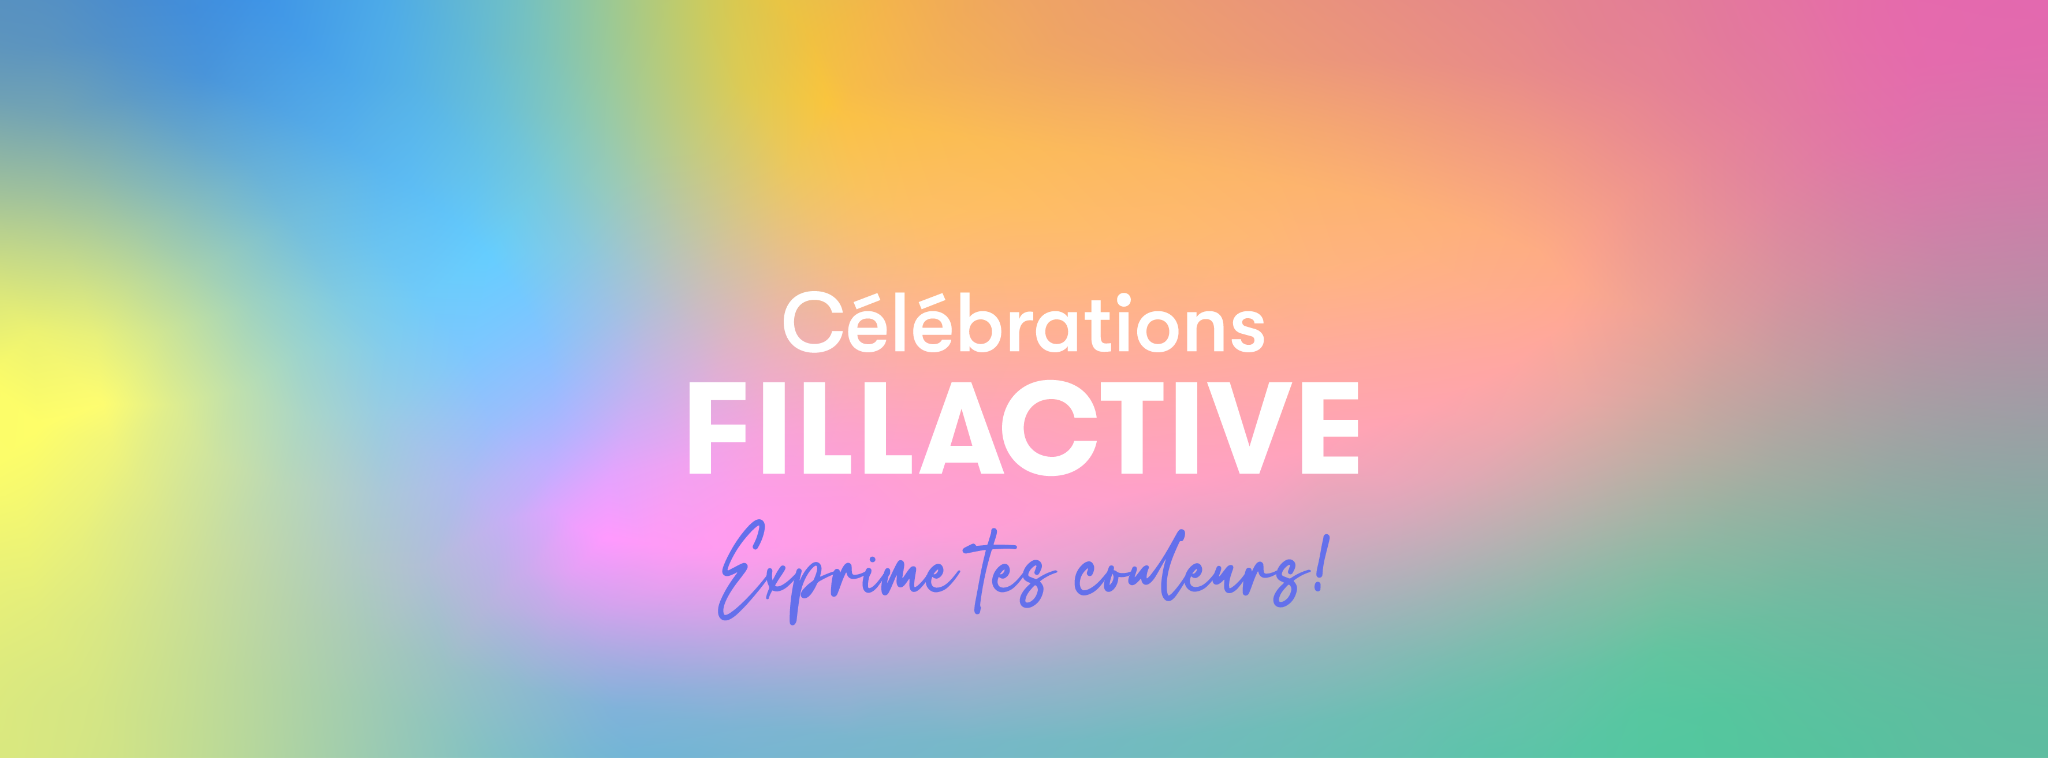 Célébrations
FILLACTIVE
Exprime tes couleurs!